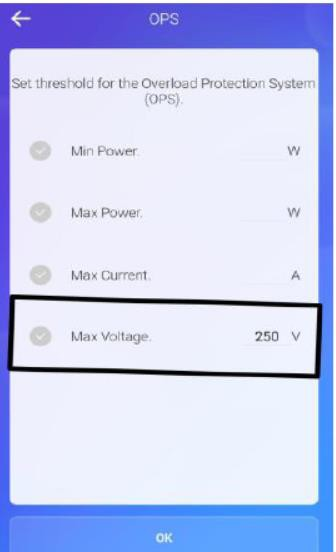 OPS
Set threshold for the Overload Protection System
(OPS).
Min Power. W
Max Power. W
Max Current. A
Max Voltage. 250 V
OK